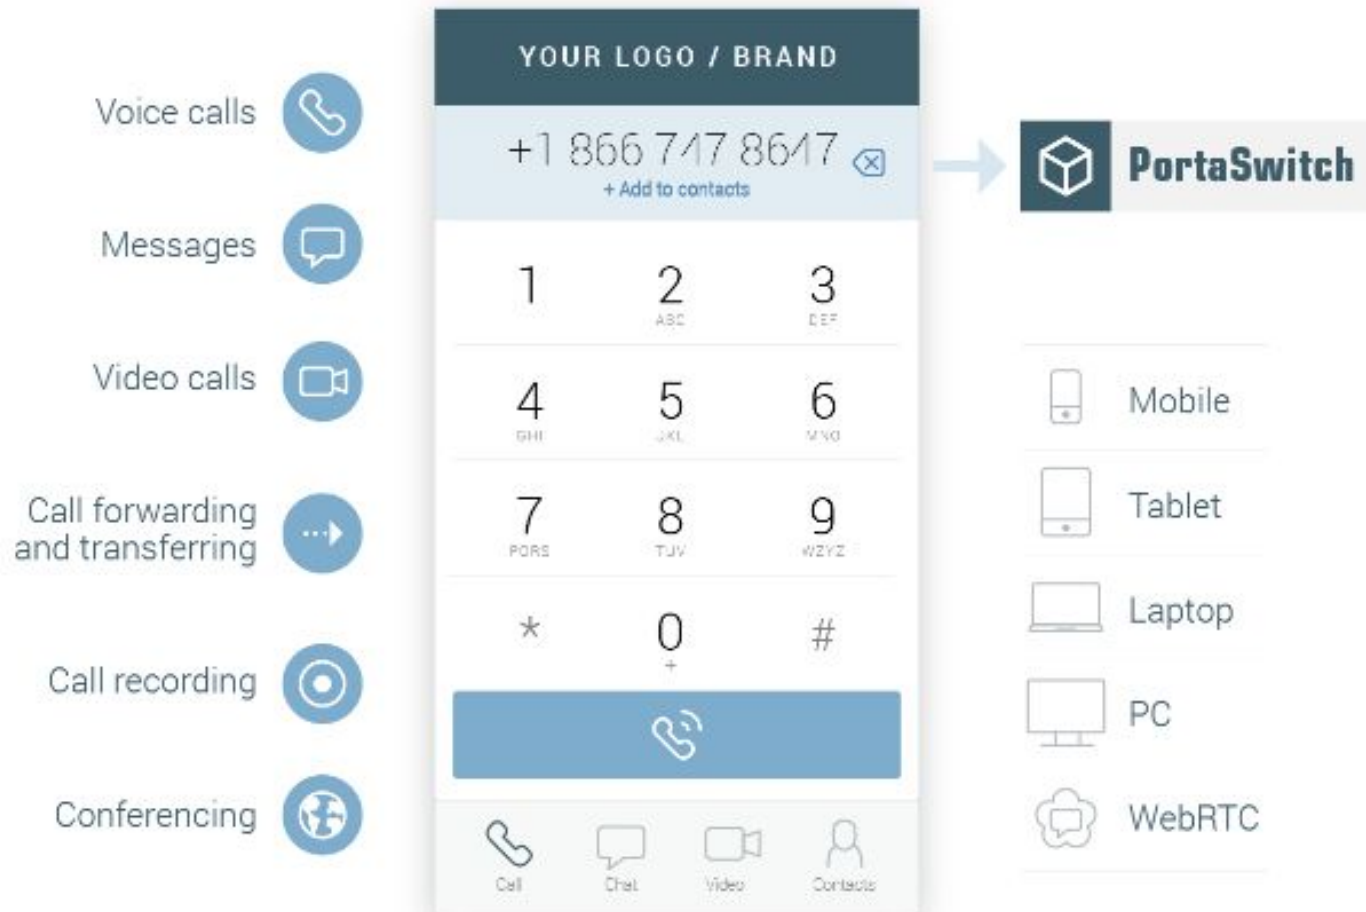 Voice calls
Messages
Video calls
Call forwarding
and transferring
Call recording
Conferencing
YOUR LOGO / BRAND
+1 866 747 8647
+ Add to contacts
1
2
ABC
3
DEF
4
GHI
5
JKL
6
MNO
7
PQRS
8
TUV
9
WZYZ
*
0
+
#
Call
Chat
Video
Contacts
PortaSwitch
Mobile
Tablet
Laptop
PC
WebRTC